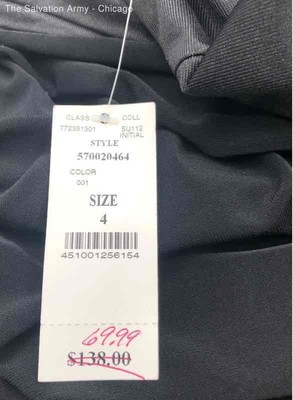 The Salvation Army - Chicago
CLASS COLL
772381301 SU112
INITIAL
STYLE
570020464
COLOR
001
SIZE
4
451001256154
69.99
$138.00